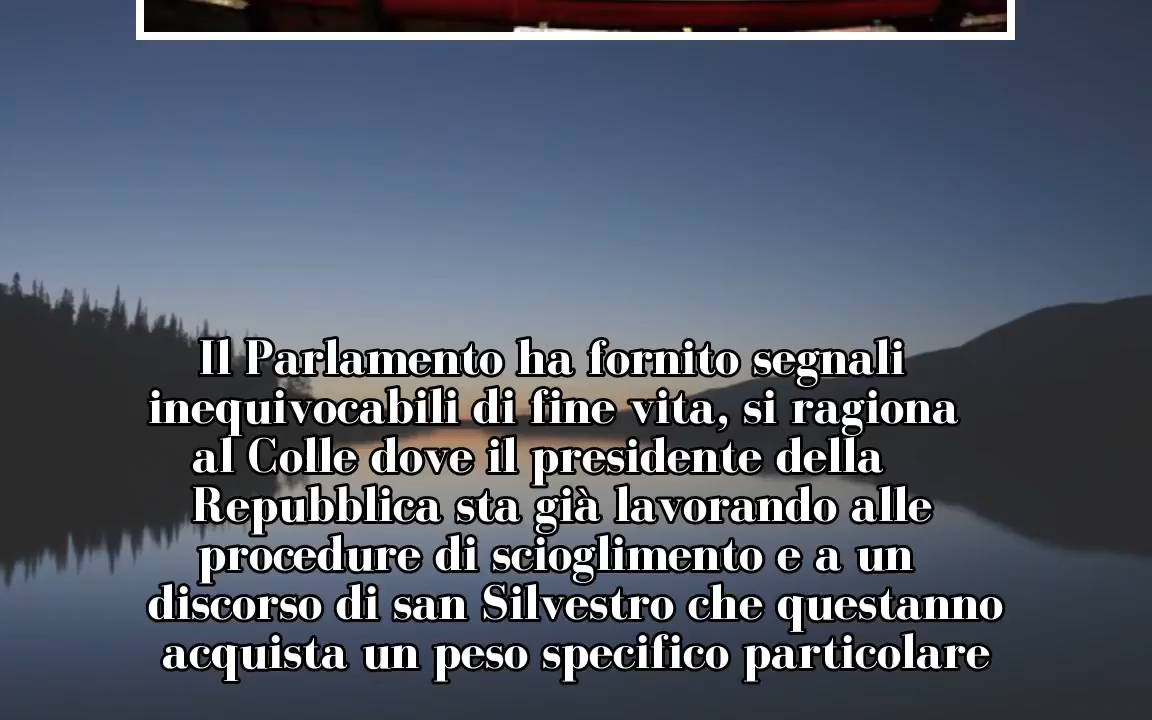 Il Parlamento ha fornito segnali
inequivocabili di fine vita, si ragiona
al Colle dove il presidente della
Repubblica sta già lavorando alle
procedure di scioglimento e a un
discorso di san Silvestro che questanno
acquista un peso specifico particolare